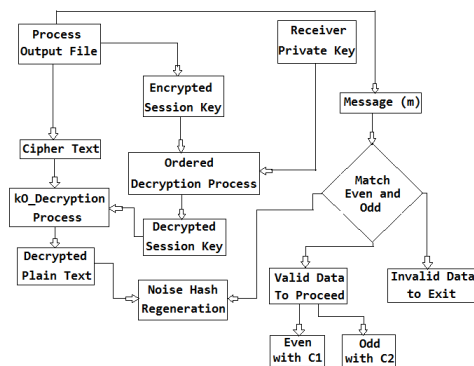 Process
Output File
Receiver
Private Key
Encrypted
Session Key
Message (m)
Cipher Text
Ordered
Decryption Process
Match
Even and
Odd
kO_Decryption
Process
Decrypted
Session Key
Decrypted
Plain Text
Noise Hash
Regeneration
Valid Data
To Proceed
Invalid Data
to Exit
Even
with C1
Odd
with C2